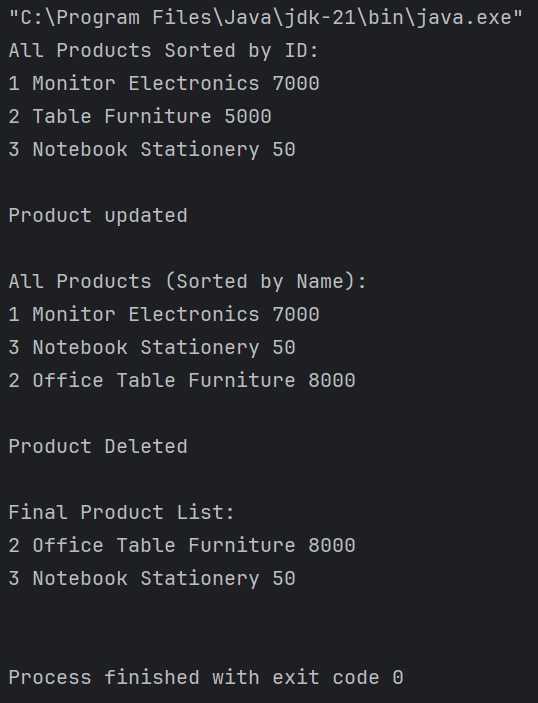 "C:\Program Files\Java\jdk-21\bin\java.exe"
All Products Sorted by ID:
1 Monitor Electronics 7000
2 Table Furniture 5000
3 Notebook Stationery 50
Product updated
All Products (Sorted by Name):
1 Monitor Electronics 7000
3 Notebook Stationery 50
2 Office Table Furniture 8000
Product Deleted
Final Product List:
2 Office Table Furniture 8000
3 Notebook Stationery 50
Process finished with exit code 0